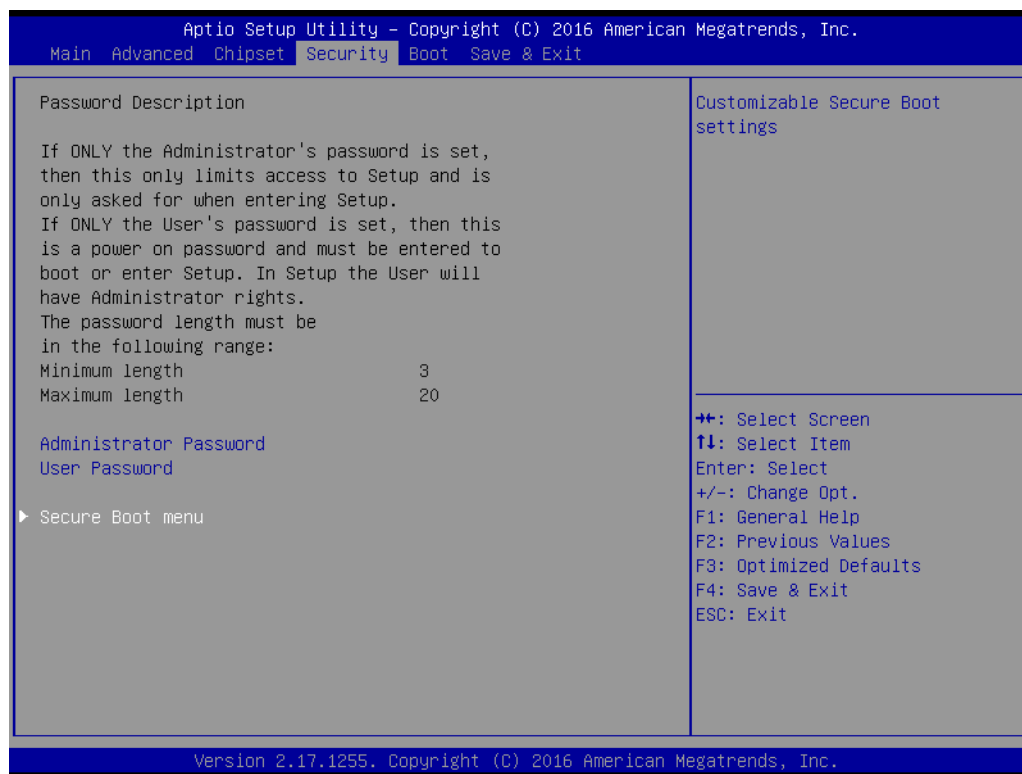 Aptio Setup Utility – Copyright (C) 2016 American Megatrends, Inc.
Main Advanced Chipset Security Boot Save & Exit
Password Description
If ONLY the Administrator's password is set,
then this only limits access to Setup and is
only asked for when entering Setup.
If ONLY the User's password is set, then this
is a power on password and must be entered to
boot or enter Setup. In Setup the User will
have Administrator rights.
The password length must be
in the following range:
Minimum length 3
Maximum length 20
Administrator Password
User Password
► Secure Boot menu
Customizable Secure Boot
settings
→←: Select Screen
↑↓: Select Item
Enter: Select
+/-: Change Opt.
F1: General Help
F2: Previous Values
F3: Optimized Defaults
F4: Save & Exit
ESC: Exit
Version 2.17.1255. Copyright (C) 2016 American Megatrends, Inc.